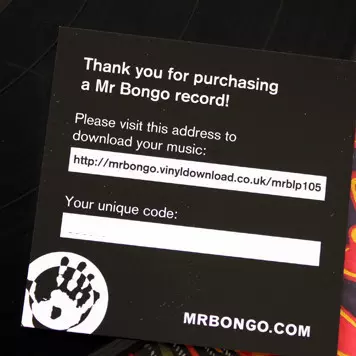 Thank you for purchasing
a Mr Bongo record!
Please visit this address to
download your music:
http://mrbongo.vinyldownload.co.uk/mrblp105
Your unique code:
MRBONGO.COM